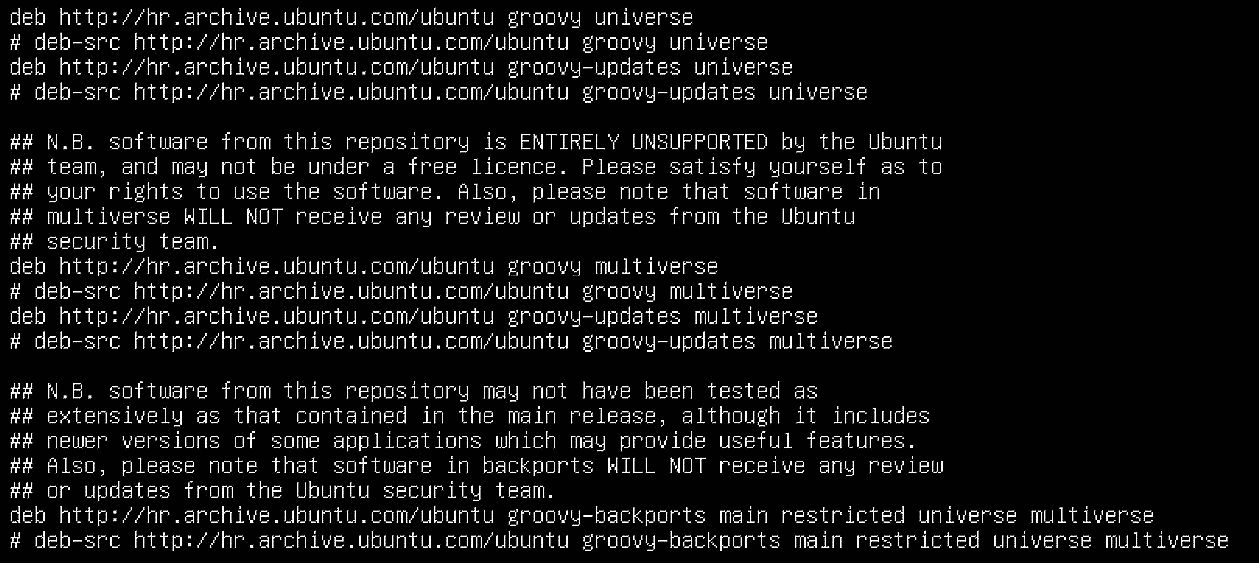 deb http://hr.archive.ubuntu.com/ubuntu groovy universe
# deb-src http://hr.archive.ubuntu.com/ubuntu groovy universe
deb http://hr.archive.ubuntu.com/ubuntu groovy-updates universe
# deb-src http://hr.archive.ubuntu.com/ubuntu groovy-updates universe
## N.B. software from this repository is ENTIRELY UNSUPPORTED by the Ubuntu
## team, and may not be under a free licence. Please satisfy yourself as to
## your rights to use the software. Also, please note that software in
## multiverse WILL NOT receive any review or updates from the Ubuntu
## security team.
deb http://hr.archive.ubuntu.com/ubuntu groovy multiverse
# deb-src http://hr.archive.ubuntu.com/ubuntu groovy multiverse
deb http://hr.archive.ubuntu.com/ubuntu groovy-updates multiverse
# deb-src http://hr.archive.ubuntu.com/ubuntu groovy-updates multiverse
## N.B. software from this repository may not have been tested as
## extensively as that contained in the main release, although it includes
## newer versions of some applications which may provide useful features.
## Also, please note that software in backports WILL NOT receive any review
## or updates from the Ubuntu security team.
deb http://hr.archive.ubuntu.com/ubuntu groovy-backports main restricted universe multiverse
# deb-src http://hr.archive.ubuntu.com/ubuntu groovy-backports main restricted universe multiverse